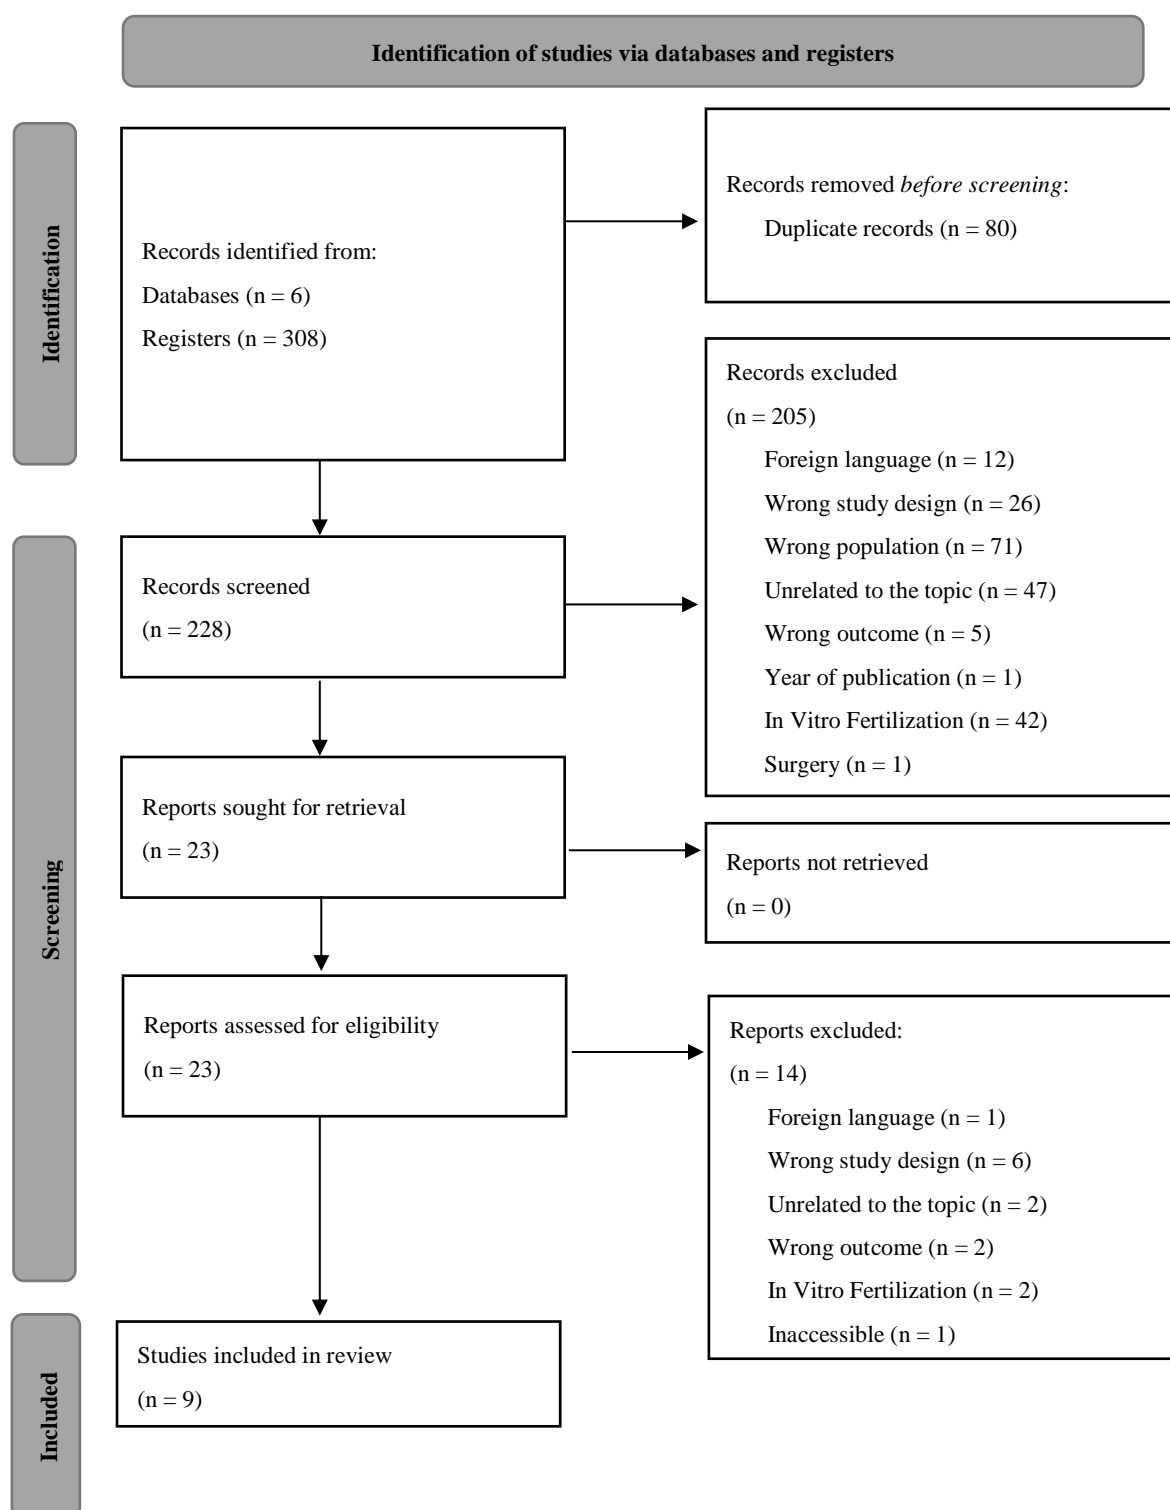 Identification of studies via databases and registers
Identification
Records identified from:
Databases (n = 6)
Registers (n = 308)
Records removed before screening:
Duplicate records (n = 80)
Screening
Records screened
(n = 228)
Records excluded
(n = 205)
Foreign language (n = 12)
Wrong study design (n = 26)
Wrong population (n = 71)
Unrelated to the topic (n = 47)
Wrong outcome (n = 5)
Year of publication (n = 1)
In Vitro Fertilization (n = 42)
Surgery (n = 1)
Reports sought for retrieval
(n = 23)
Reports not retrieved
(n = 0)
Reports assessed for eligibility
(n = 23)
Reports excluded:
(n = 14)
Foreign language (n = 1)
Wrong study design (n = 6)
Unrelated to the topic (n = 2)
Wrong outcome (n = 2)
In Vitro Fertilization (n = 2)
Inaccessible (n = 1)
Included
Studies included in review
(n = 9)